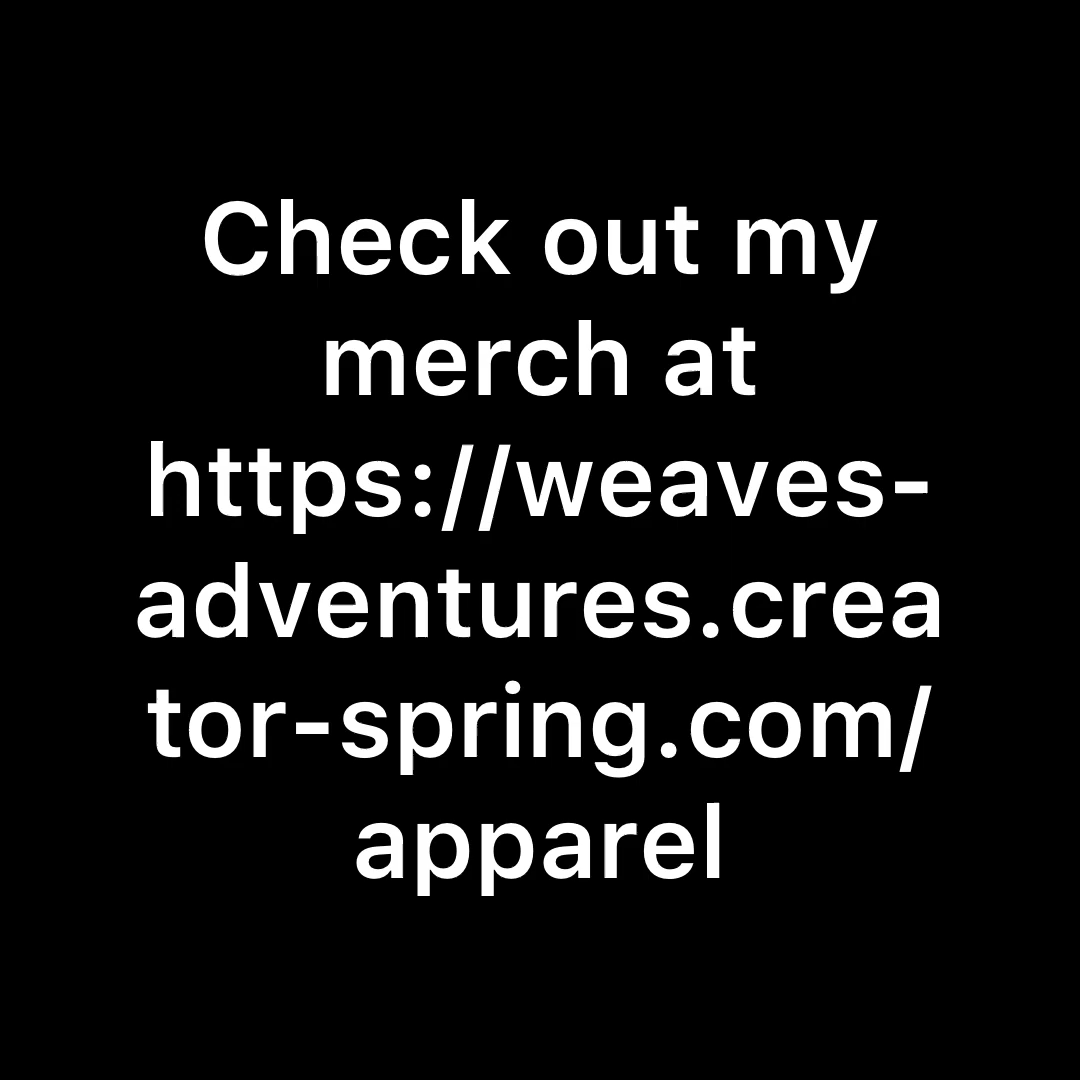 Check out my
merch at
https://weaves-
adventures.crea
tor-spring.com/
apparel